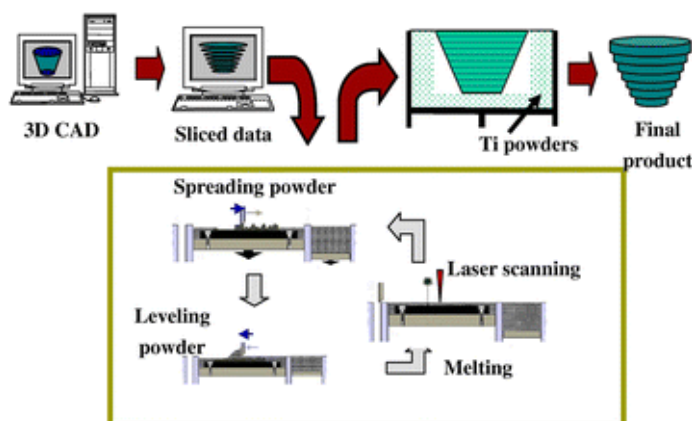 3D CAD
Sliced data
Ti powders
Final
product
Spreading powder
Laser scanning
Leveling
powder
Melting